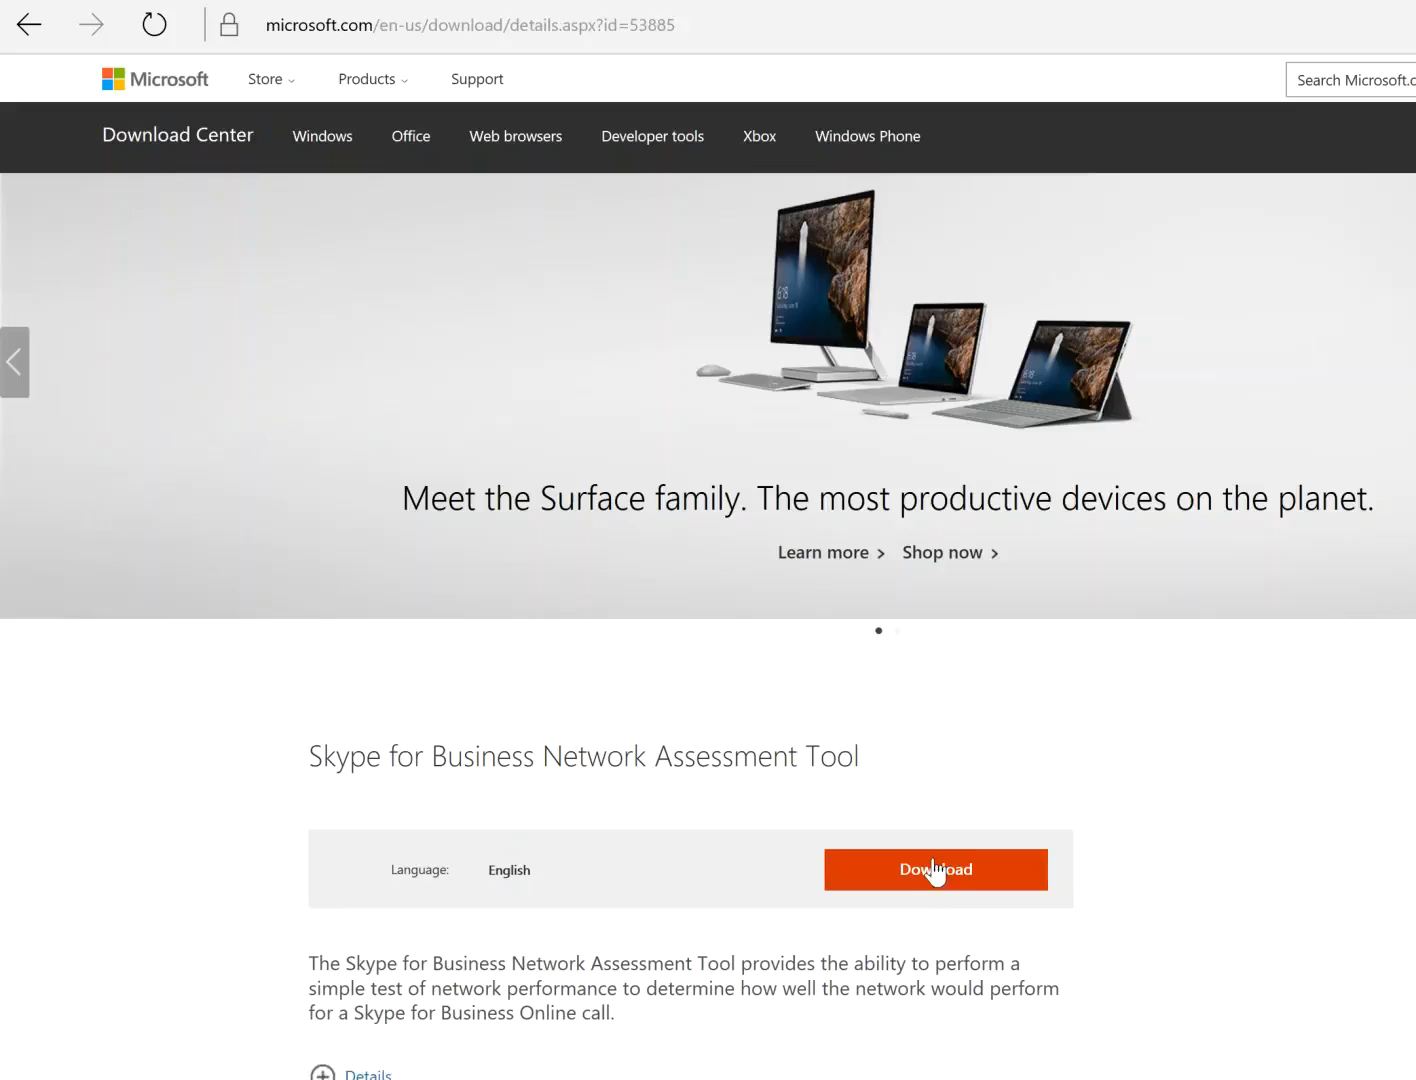 microsoft.com/en-us/download/details.aspx?id=53885
Microsoft Store Products Support Search Microsoft.c
Download Center Windows Office Web browsers Developer tools Xbox Windows Phone
Meet the Surface family. The most productive devices on the planet.
Learn more Shop now
Skype for Business Network Assessment Tool
Language: English Download
The Skype for Business Network Assessment Tool provides the ability to perform a
simple test of network performance to determine how well the network would perform
for a Skype for Business Online call.
Details